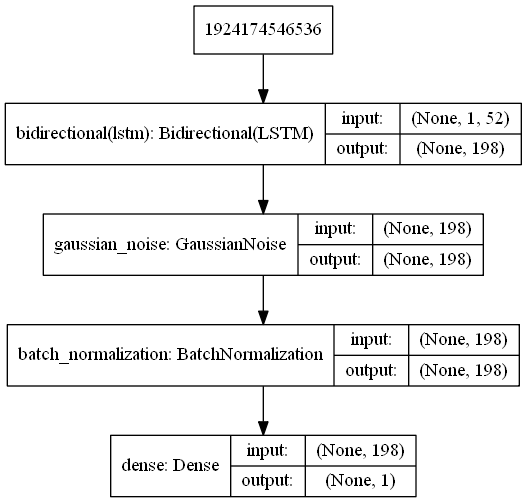 1924174546536
bidirectional(lstm): Bidirectional(LSTM)
input: (None, 1, 52)
output: (None, 198)
gaussian_noise: GaussianNoise
input: (None, 198)
output: (None, 198)
batch_normalization: BatchNormalization
input: (None, 198)
output: (None, 198)
dense: Dense
input: (None, 198)
output: (None, 1)